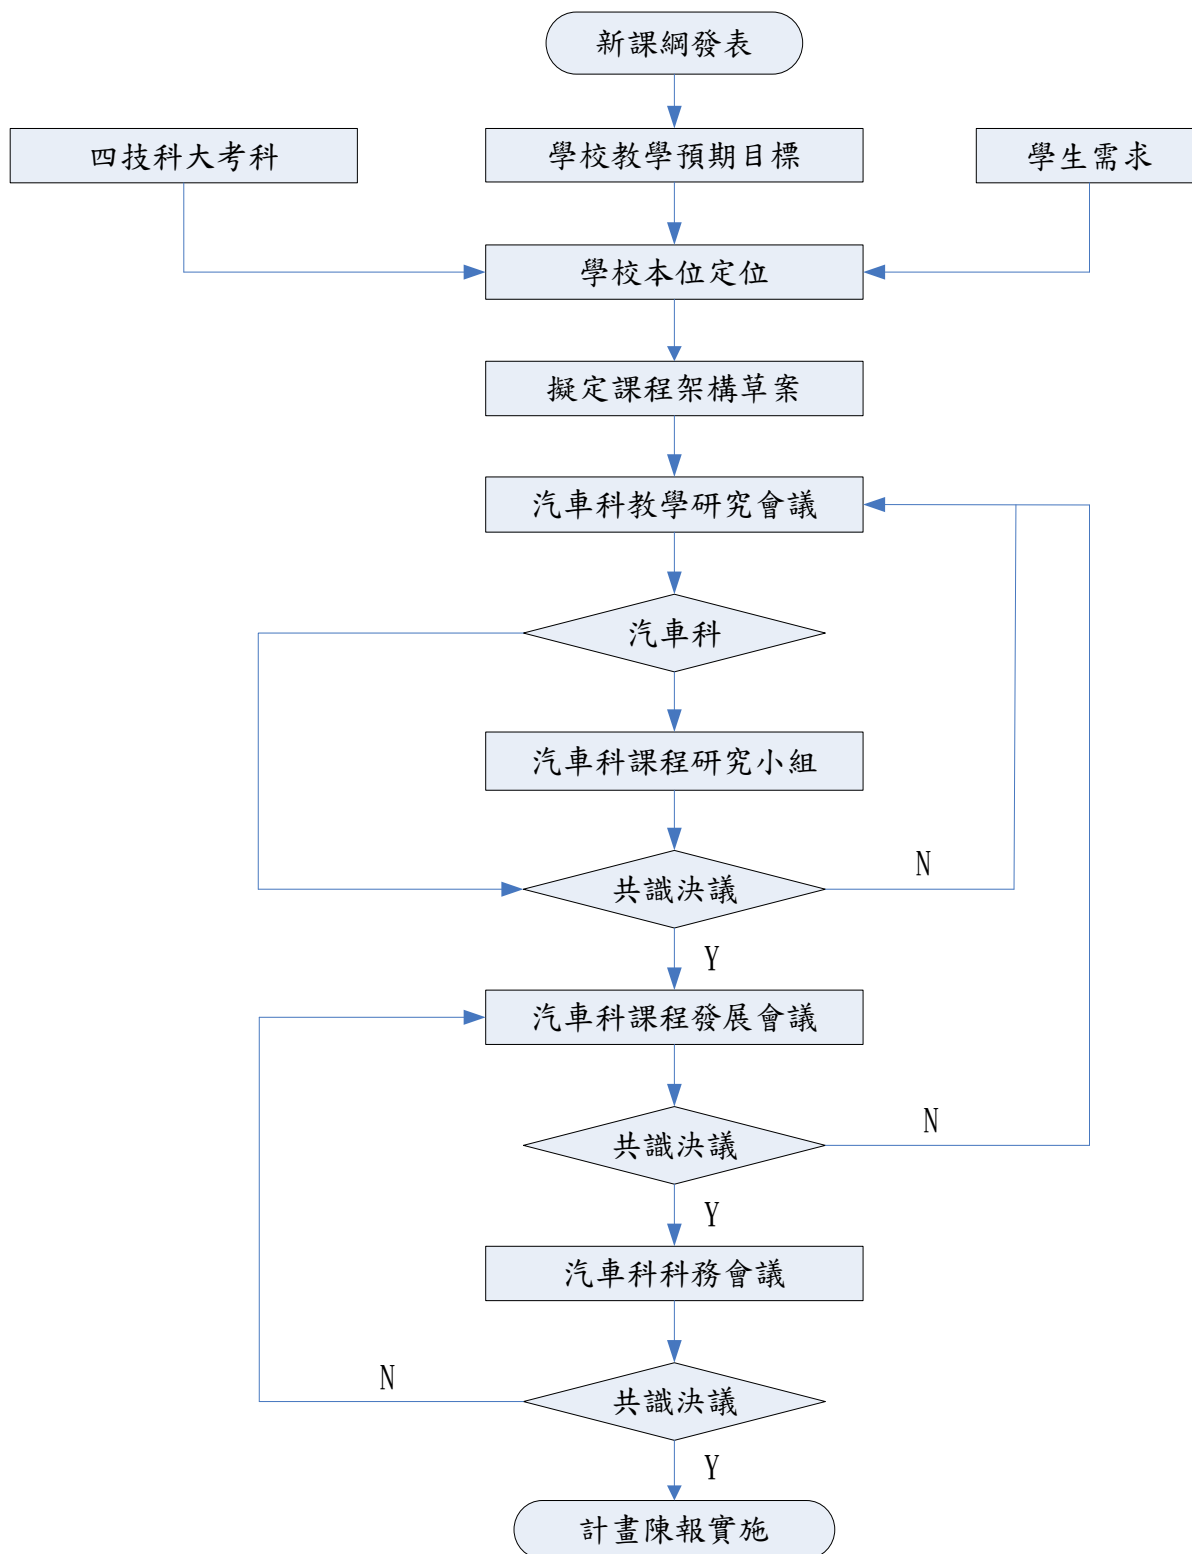 新課綱發表
四技科大考科
學校教學預期目標
學生需求
學校本位定位
擬定課程架構草案
汽車科教學研究會議
汽車科
汽車科課程研究小組
共識決議
N
Y
汽車科課程發展會議
共識決議
N
Y
汽車科科務會議
N
共識決議
Y
計畫陳報實施